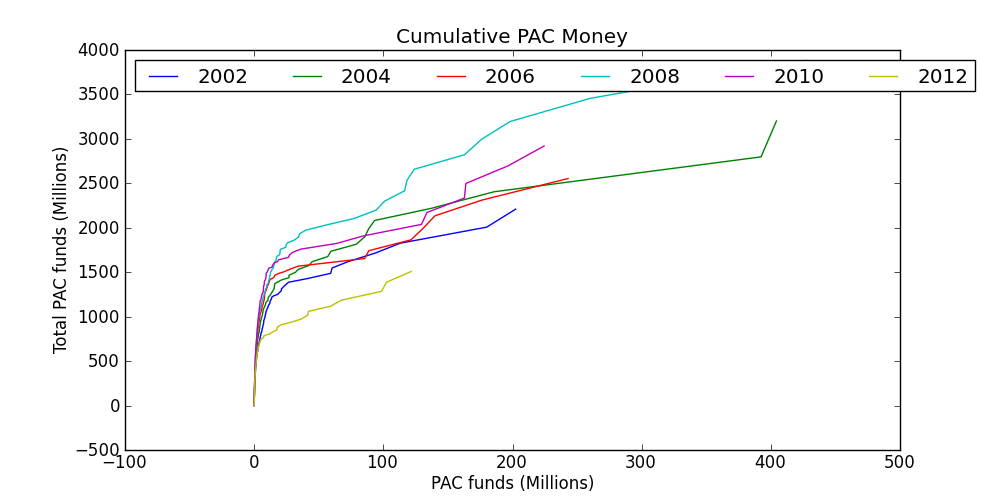 Cumulative PAC Money
2002 2004 2006 2008 2010 2012
Total PAC funds (Millions)
4000
3500
3000
2500
2000
1500
1000
500
0
−500
−100 0 100 200 300 400 500
PAC funds (Millions)